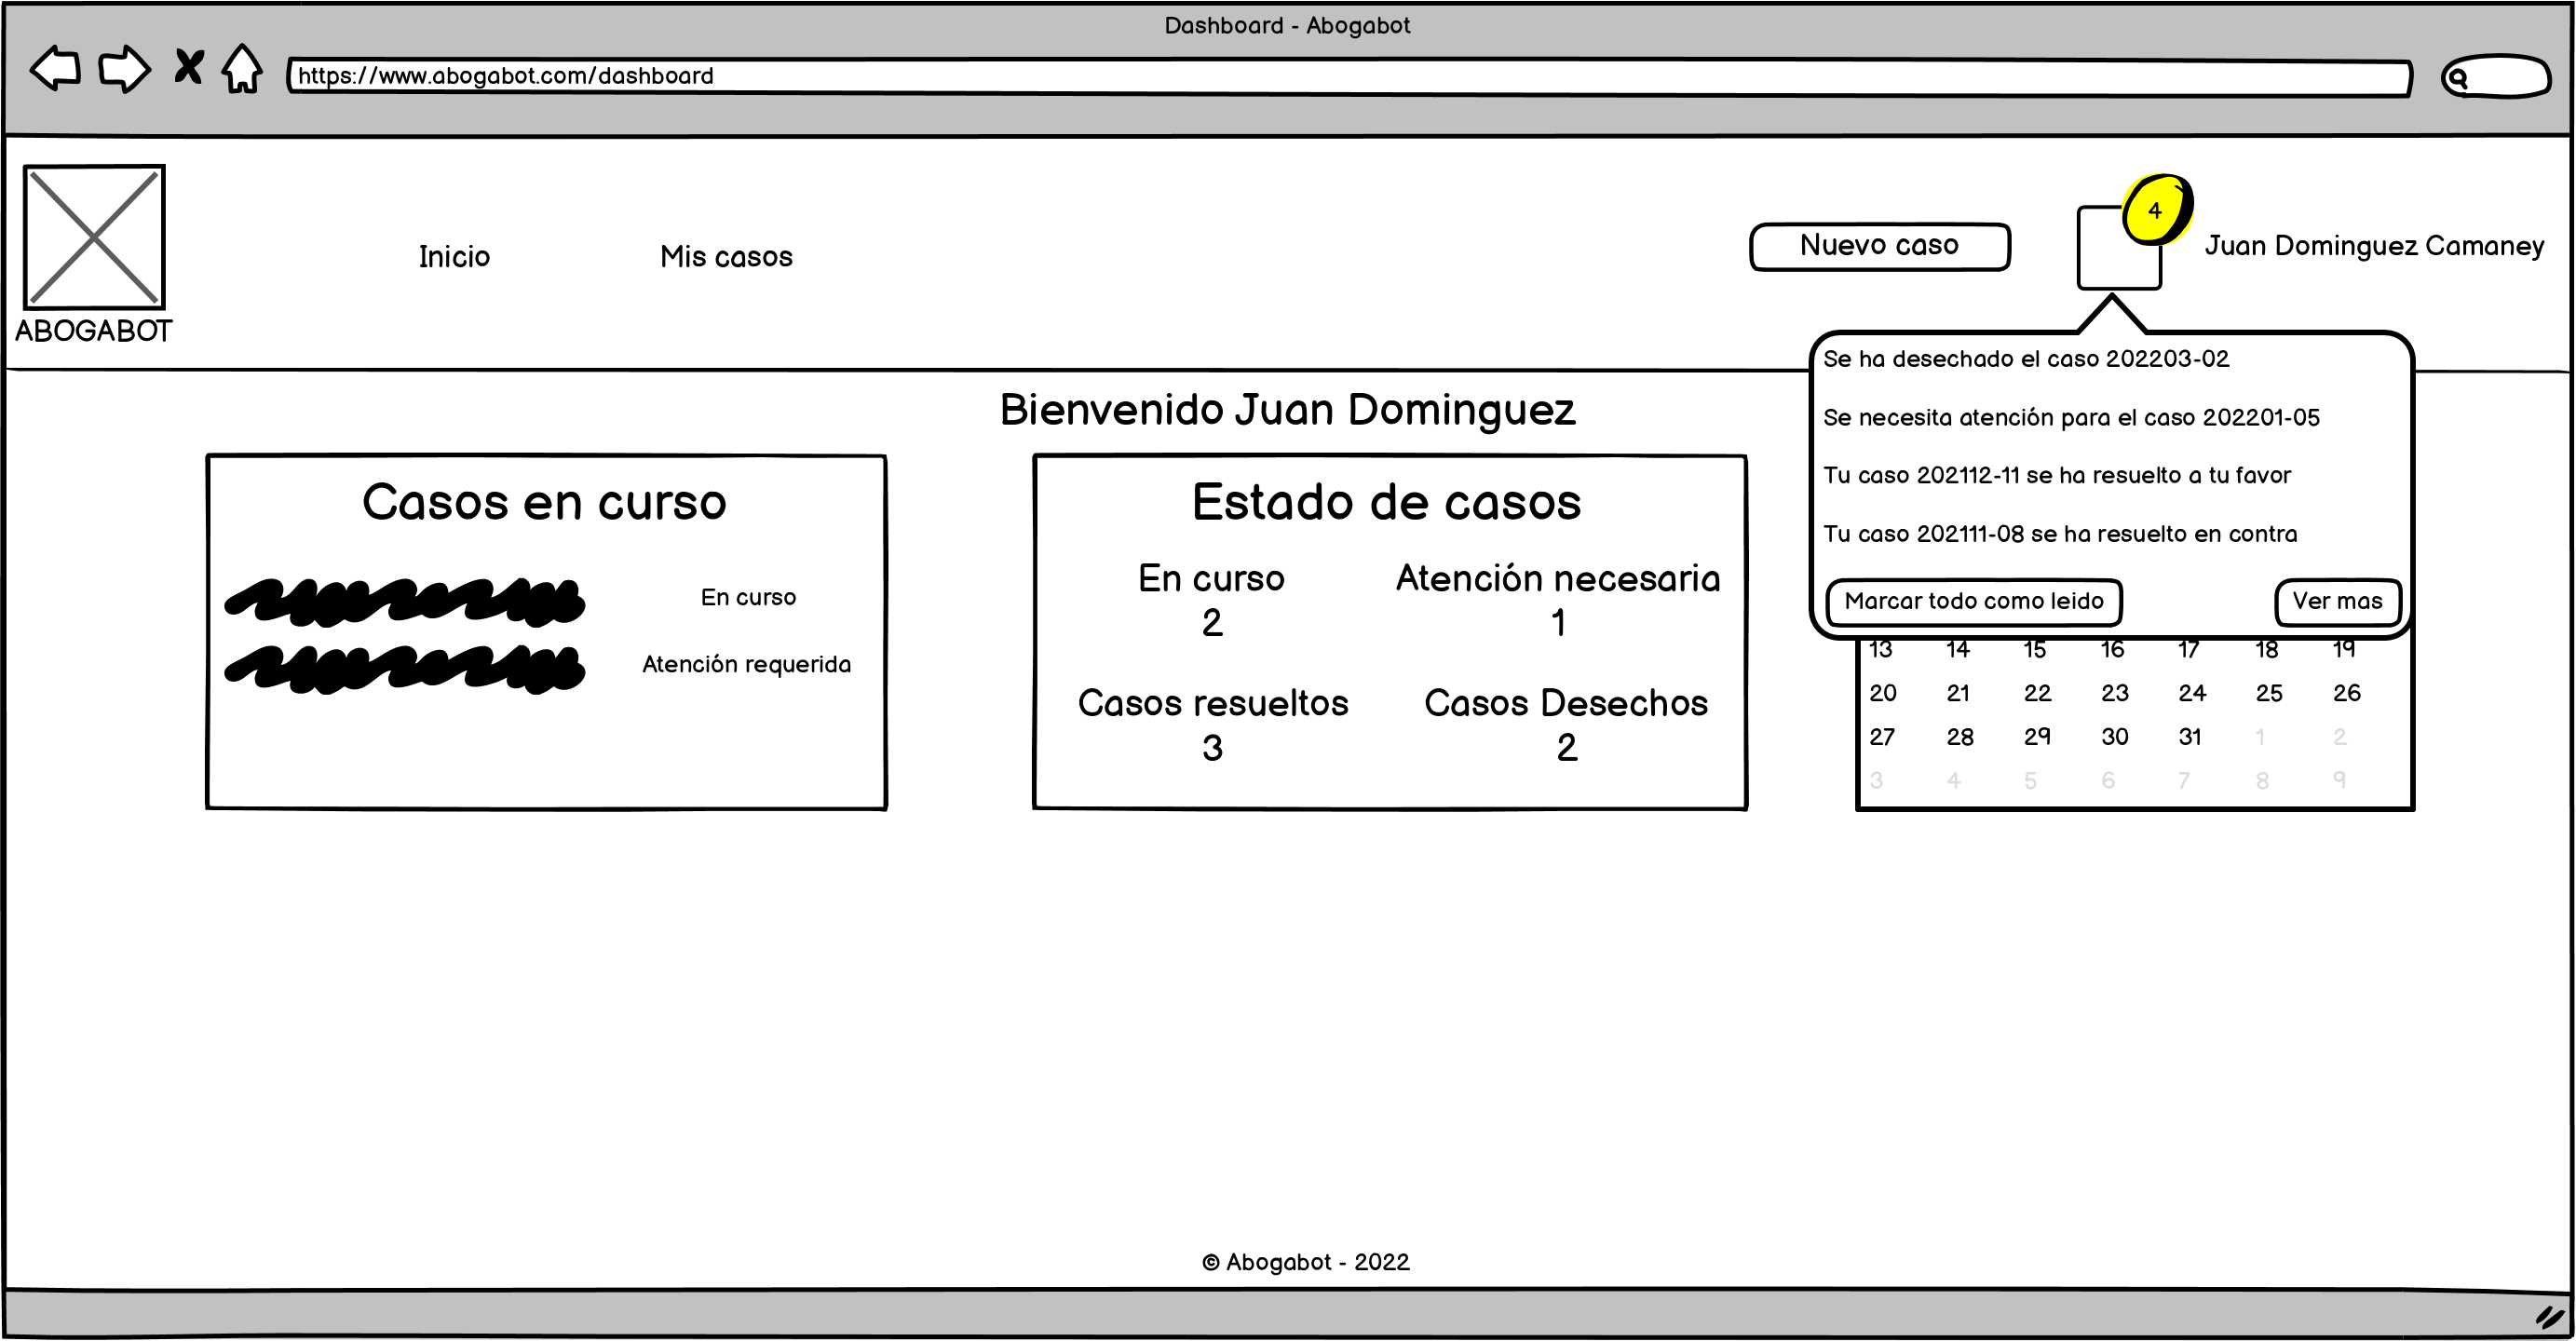 Dashboard - Abogabot
https://www.abogabot.com/dashboard
ABOGABOT
Inicio
Mis casos
Nuevo caso
4
Juan Dominguez Camaney
Se ha desechado el caso 202203-02
Se necesita atención para el caso 202201-05
Tu caso 202112-11 se ha resuelto a tu favor
Tu caso 202111-08 se ha resuelto en contra
Marcar todo como leido
Ver mas
Bienvenido Juan Dominguez
Casos en curso
En curso
Atención requerida
Estado de casos
En curso Atención necesaria
2 1
Casos resueltos Casos Desechos
3 2
13 14 15 16 17 18 19
20 21 22 23 24 25 26
27 28 29 30 31 1 2
3 4 5 6 7 8 9
© Abogabot - 2022